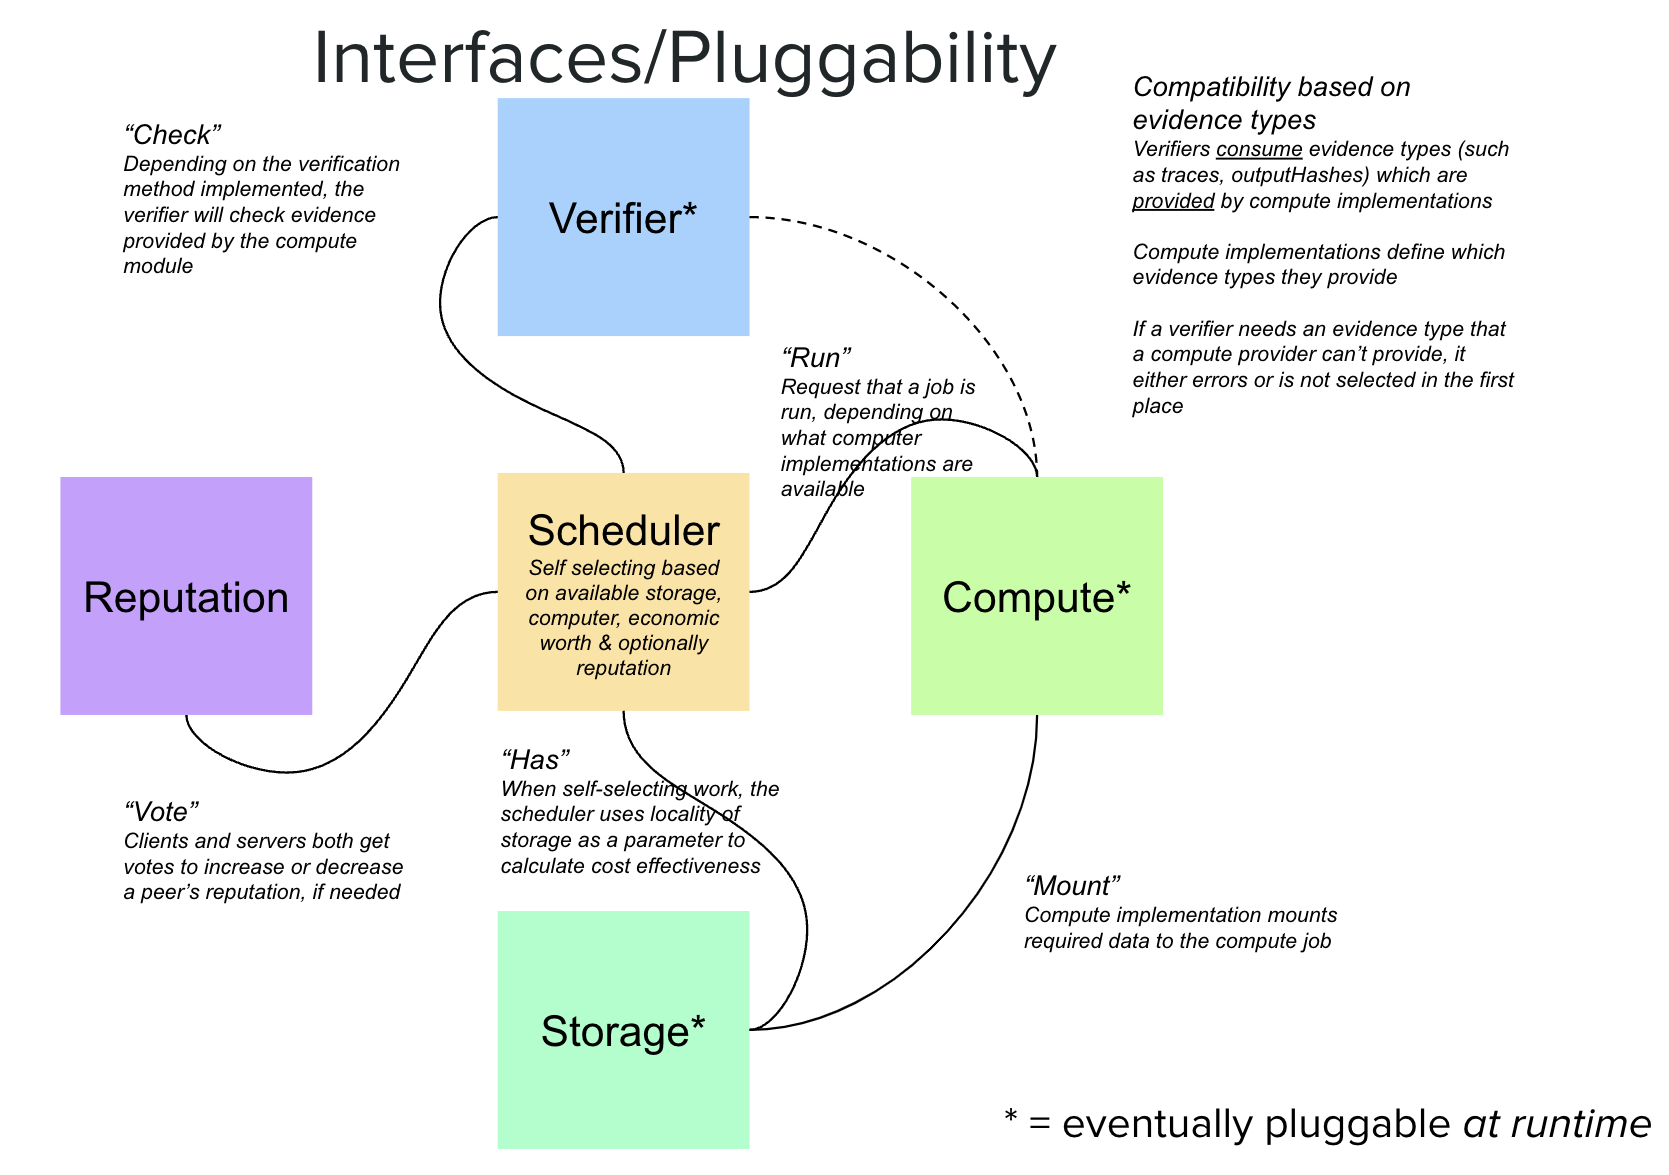 Interfaces/Pluggability
“Check”
Depending on the verification
method implemented, the
verifier will check evidence
provided by the compute
module
Verifier*
Compatibility based on
evidence types
Verifiers consume evidence types (such
as traces, outputHashes) which are
provided by compute implementations
Compute implementations define which
evidence types they provide
If a verifier needs an evidence type that
a compute provider can’t provide, it
either errors or is not selected in the first
place
“Run”
Request that a job is
run, depending on
what computer
implementations are
available
Reputation
Scheduler
Self selecting based
on available storage,
computer, economic
worth & optionally
reputation
Compute*
“Vote”
Clients and servers both get
votes to increase or decrease
a peer’s reputation, if needed
“Has”
When self-selecting work, the
scheduler uses locality of
storage as a parameter to
calculate cost effectiveness
“Mount”
Compute implementation mounts
required data to the compute job
Storage*
* = eventually pluggable at runtime